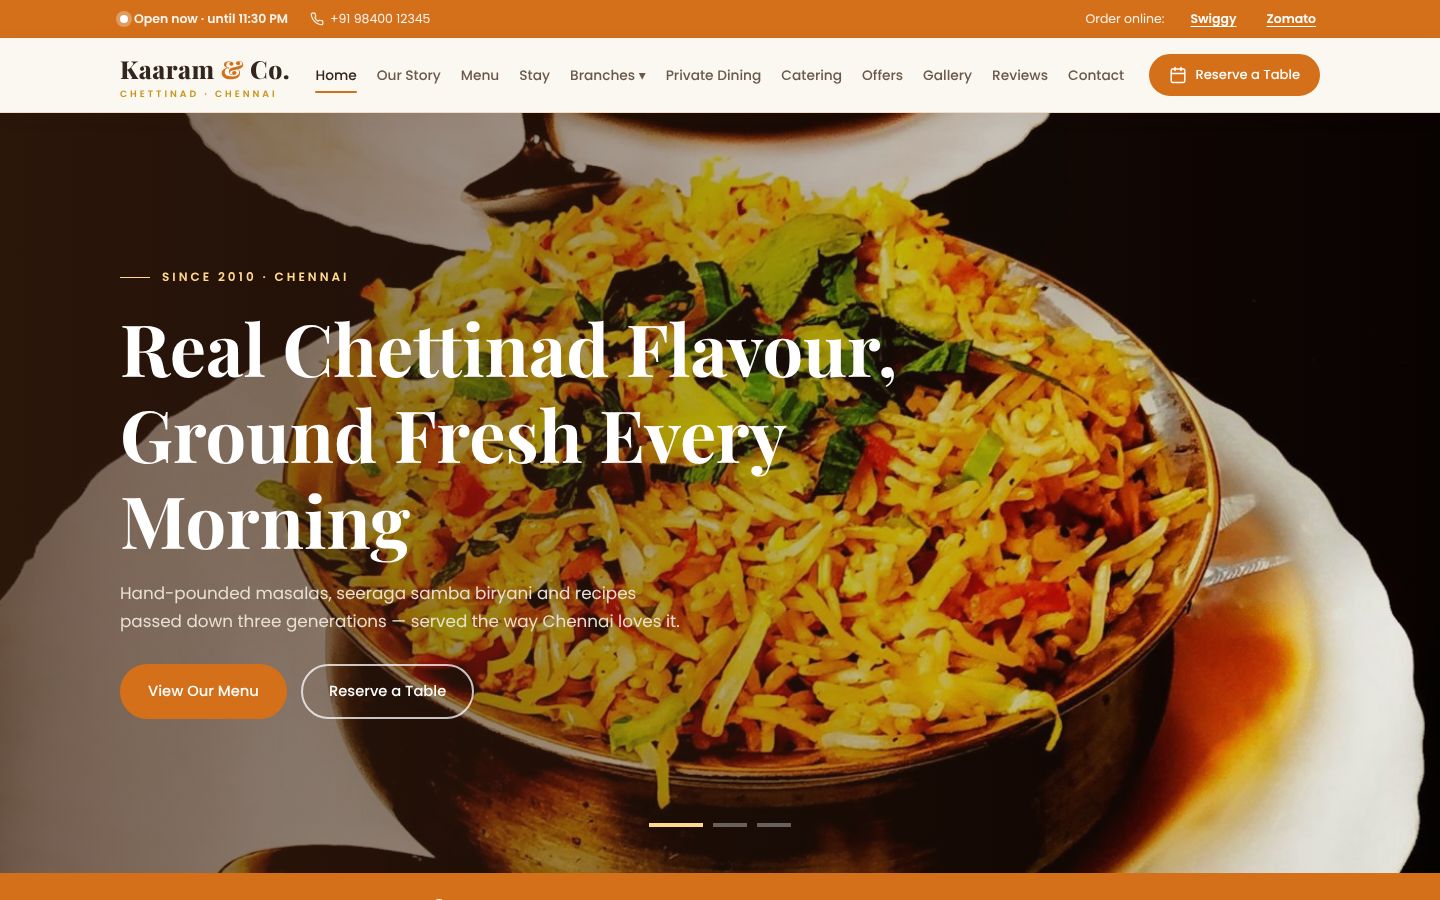 Open now · until 11:30 PM
+91 98400 12345
Order online:
Swiggy
Zomato
Kaaram & Co.
CHETTINAD · CHENNAI
Home
Our Story
Menu
Stay
Branches ▾
Private Dining
Catering
Offers
Gallery
Reviews
Contact
Reserve a Table
SINCE 2010 · CHENNAI
Real Chettinad Flavour,
Ground Fresh Every
Morning
Hand-pounded masalas, seeraga samba biryani and recipes
passed down three generations — served the way Chennai loves it.
View Our Menu
Reserve a Table